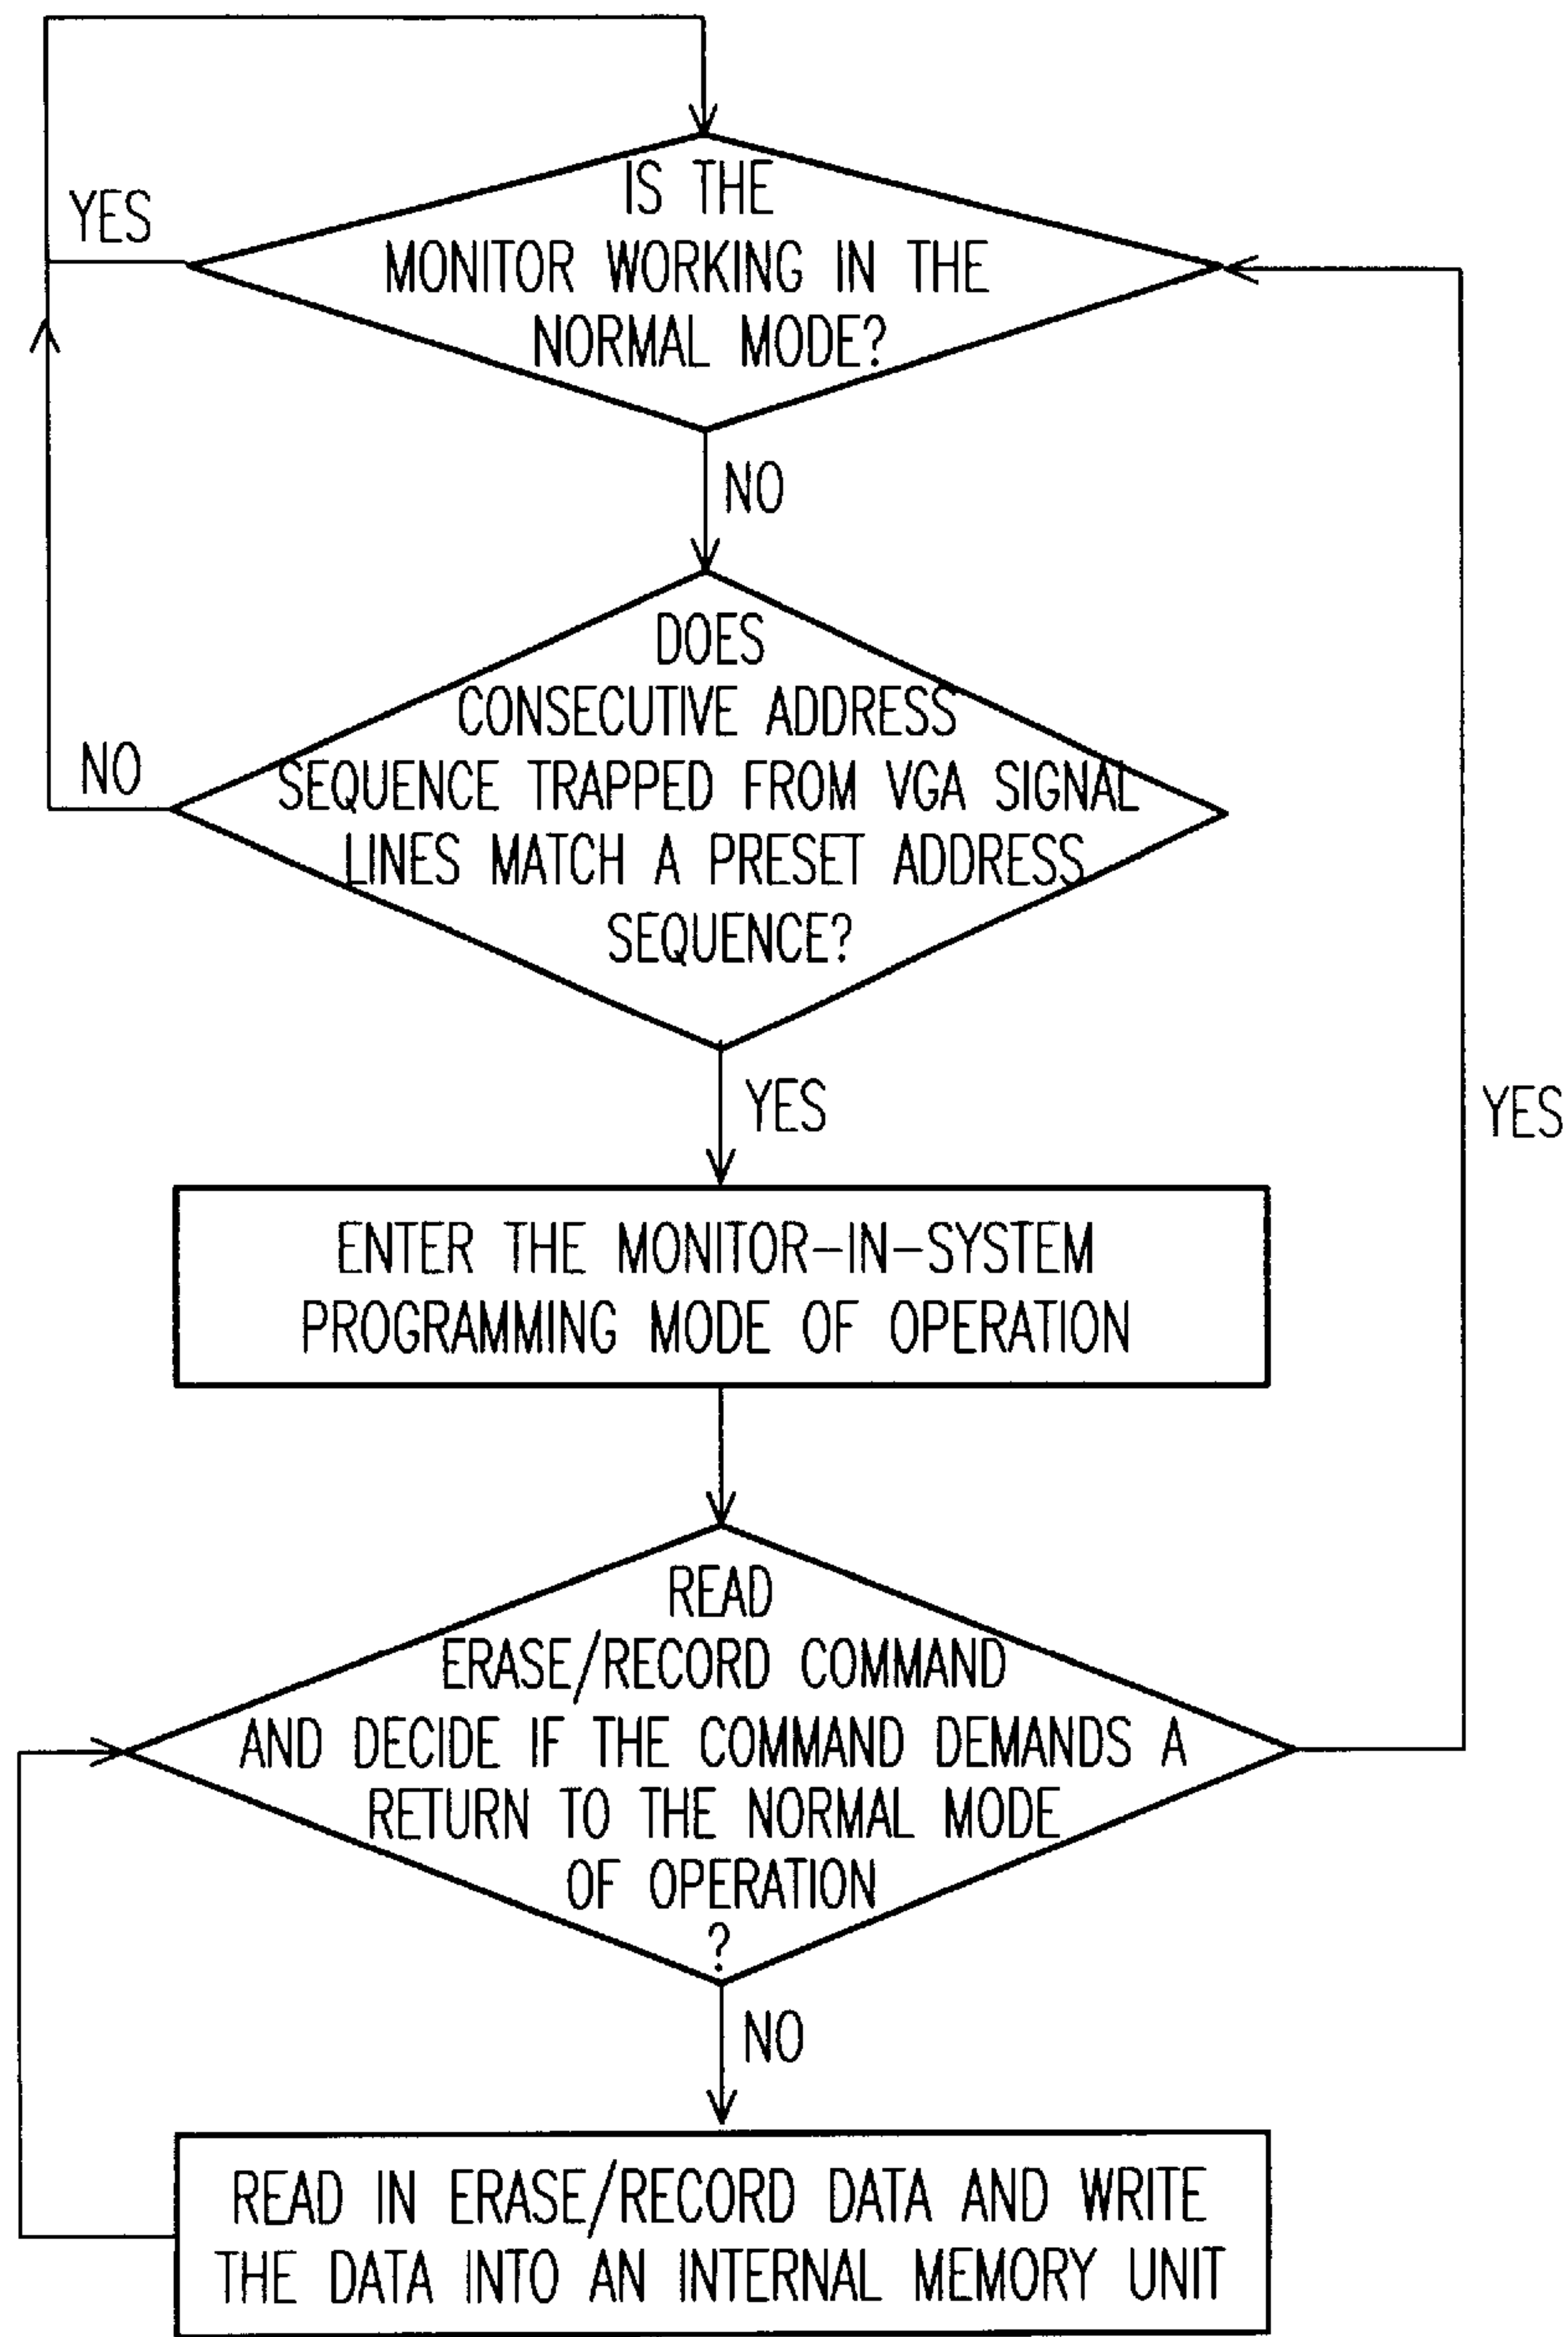 IS THE
MONITOR WORKING IN THE
NORMAL MODE?
YES
NO
DOES
CONSECUTIVE ADDRESS
SEQUENCE TRAPPED FROM VGA SIGNAL
LINES MATCH A PRESET ADDRESS
SEQUENCE?
NO
YES
YES
ENTER THE MONITOR-IN-SYSTEM
PROGRAMMING MODE OF OPERATION
READ
ERASE/RECORD COMMAND
AND DECIDE IF THE COMMAND DEMANDS A
RETURN TO THE NORMAL MODE
OF OPERATION
?
NO
READ IN ERASE/RECORD DATA AND WRITE
THE DATA INTO AN INTERNAL MEMORY UNIT